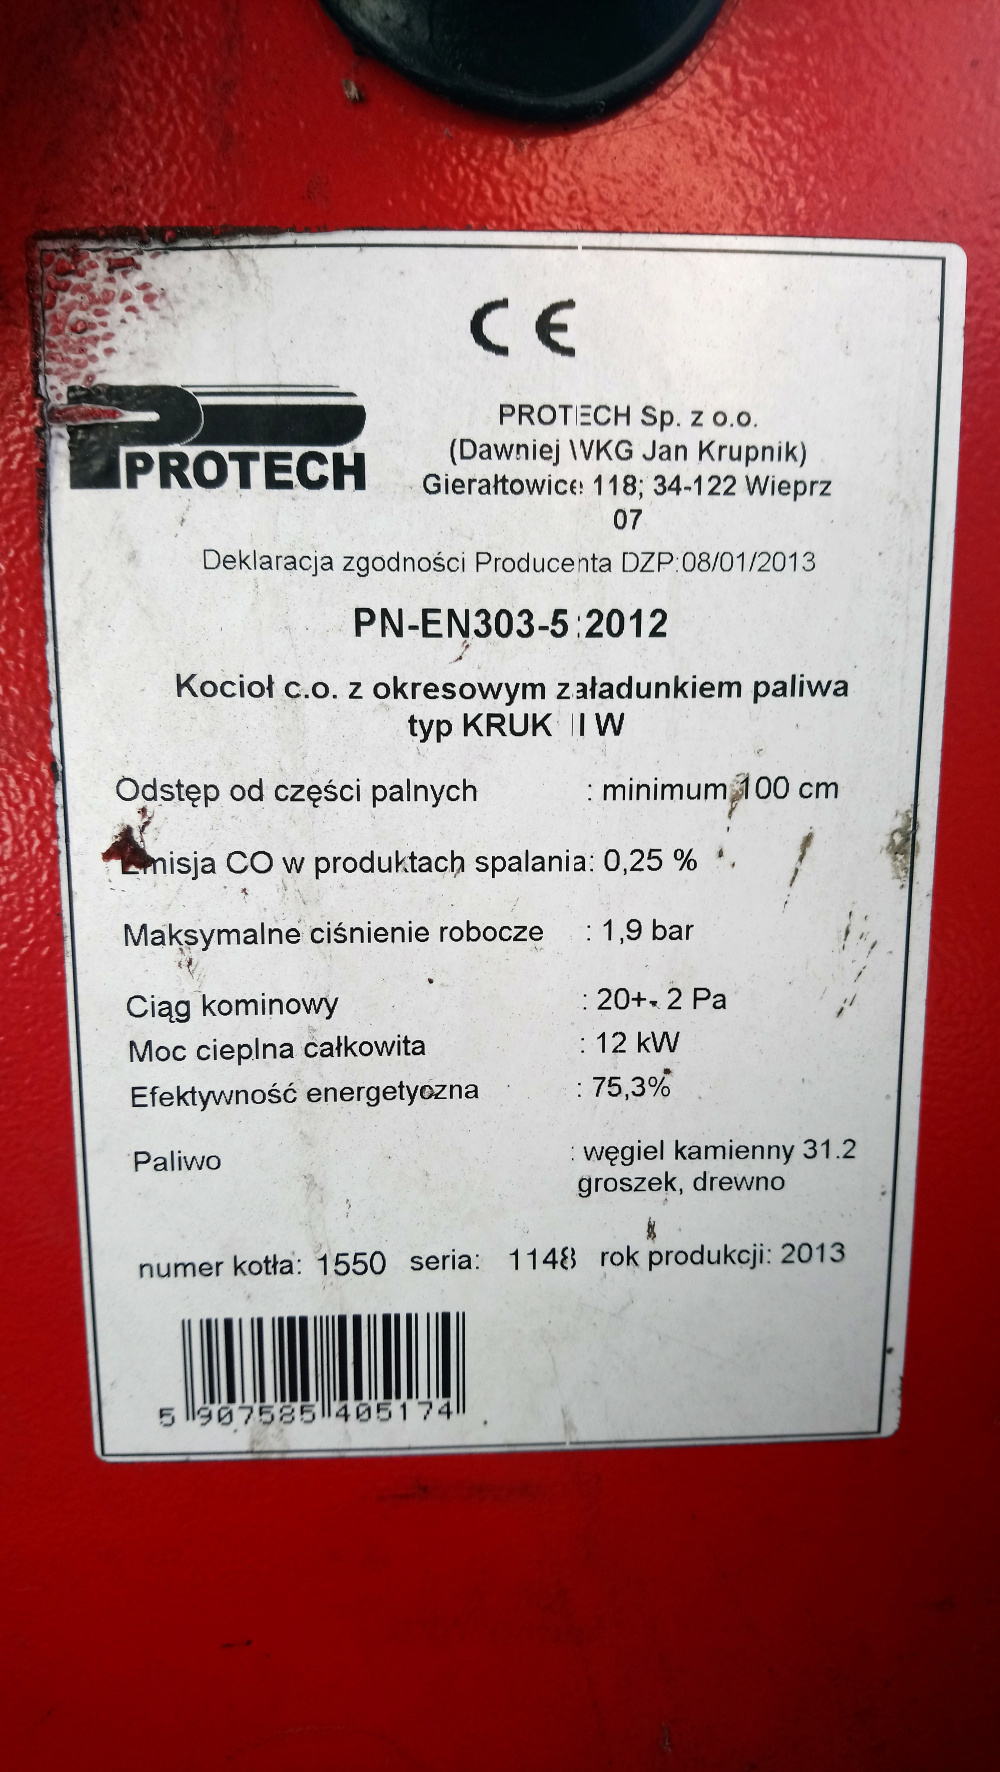 CE
PROTECH
PROTECH Sp. z o.o.
(Dawniej WKG Jan Krupnik)
Gierałtowice 118; 34-122 Wieprz
07
Deklaracja zgodności Producenta DZP:08/01/2013
PN-EN303-5:2012
Kocioł c.o. z okresowym załadunkiem paliwa
typ KRUK II W
Odstęp od części palnych : minimum 100 cm
Emisja CO w produktach spalania: 0,25 %
Maksymalne ciśnienie robocze : 1,9 bar
Ciąg kominowy : 20+- 2 Pa
Moc cieplna całkowita : 12 kW
Efektywność energetyczna : 75,3%
Paliwo : węgiel kamienny 31.2
groszek, drewno
numer kotła: 1550 seria: 1148 rok produkcji: 2013
5 907585 405174